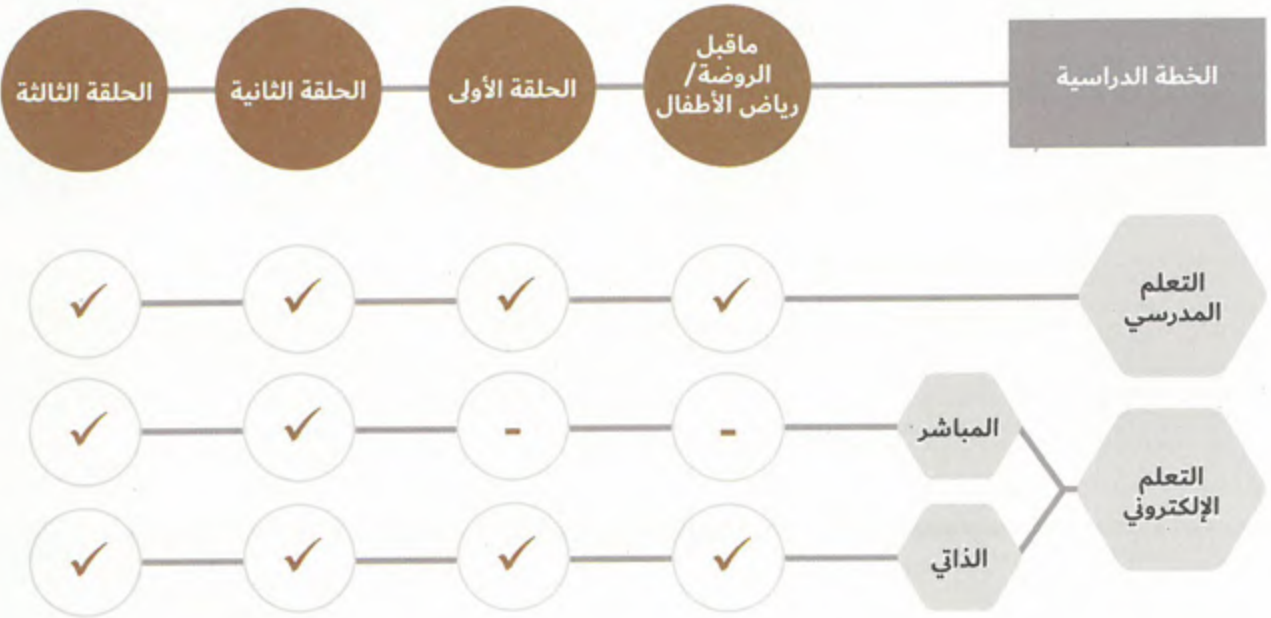 الخطة الدراسية
ماقبل
الروضة/
رياض الأطفال
الحلقة الأولى
الحلقة الثانية
الحلقة الثالثة
التعلم
المدرسي
✓ ✓ ✓ ✓
التعلم
الإلكتروني
المباشر
- - ✓ ✓
الذاتي
✓ ✓ ✓ ✓